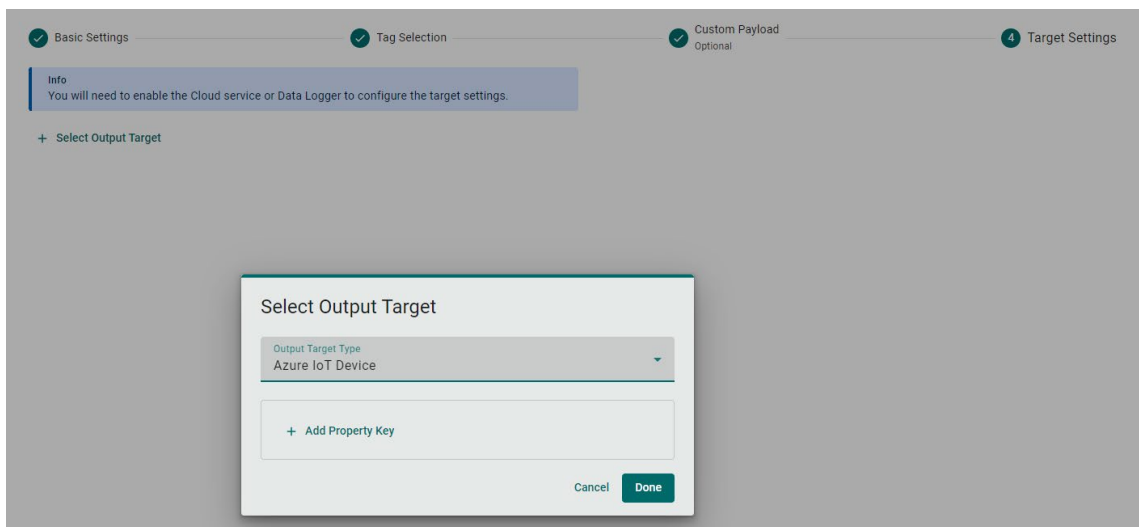 Basic Settings
Tag Selection
Custom Payload
Optional
4 Target Settings
Info
You will need to enable the Cloud service or Data Logger to configure the target settings.
+ Select Output Target
Select Output Target
Output Target Type
Azure IoT Device
+ Add Property Key
Cancel Done